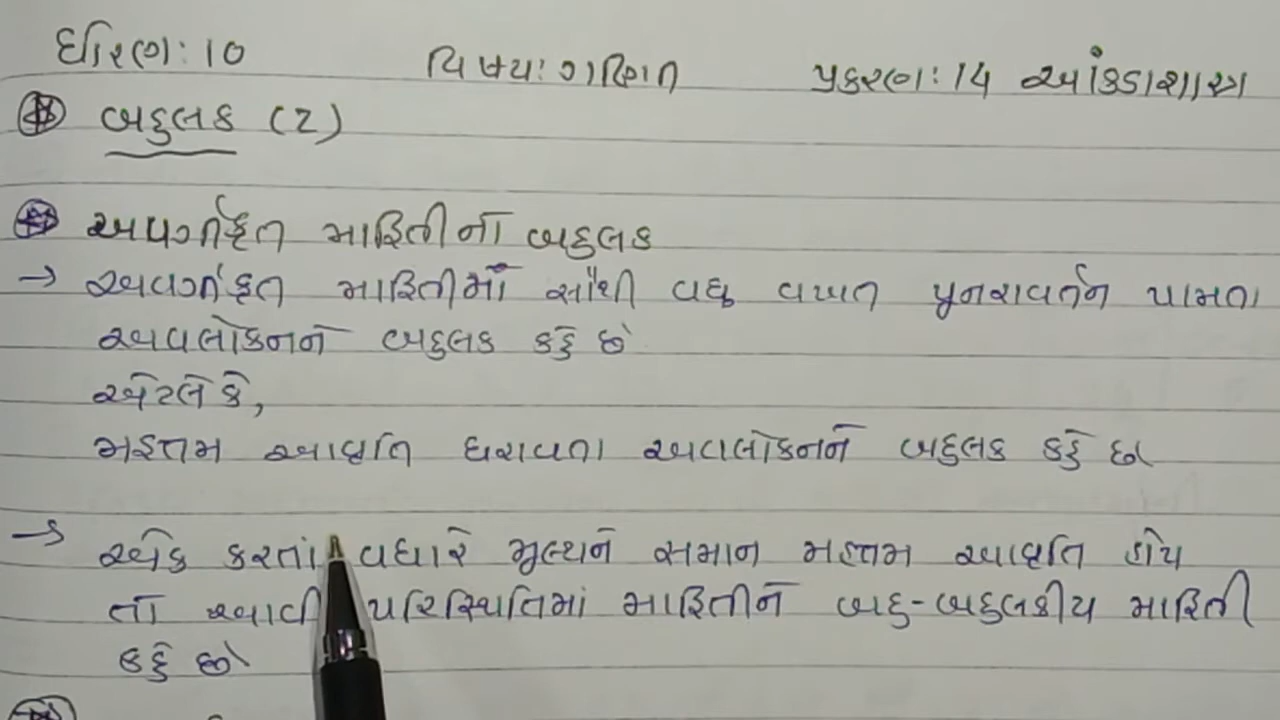 ધોરણ: 10 વિષય: ગણિત પ્રકરણ: 14 આંકડાશાસ્ત્ર
બહુલક (Z)
અવર્ગીકૃત માહિતીનો બહુલક
→ અવર્ગીકૃત માહિતીમાં સૌથી વધુ વખત પુનરાવર્તન પામતા
અવલોકનને બહુલક કહે છે
એટલે કે,
મહત્તમ આવૃત્તિ ધરાવતા અવલોકનને બહુલક કહે છે
→ એક કરતાં વધારે મૂલ્યને સમાન મહત્તમ આવૃત્તિ હોય
તો આવી પરિસ્થિતિમાં માહિતીને બહુ-બહુલકીય માહિતી
કહે છે